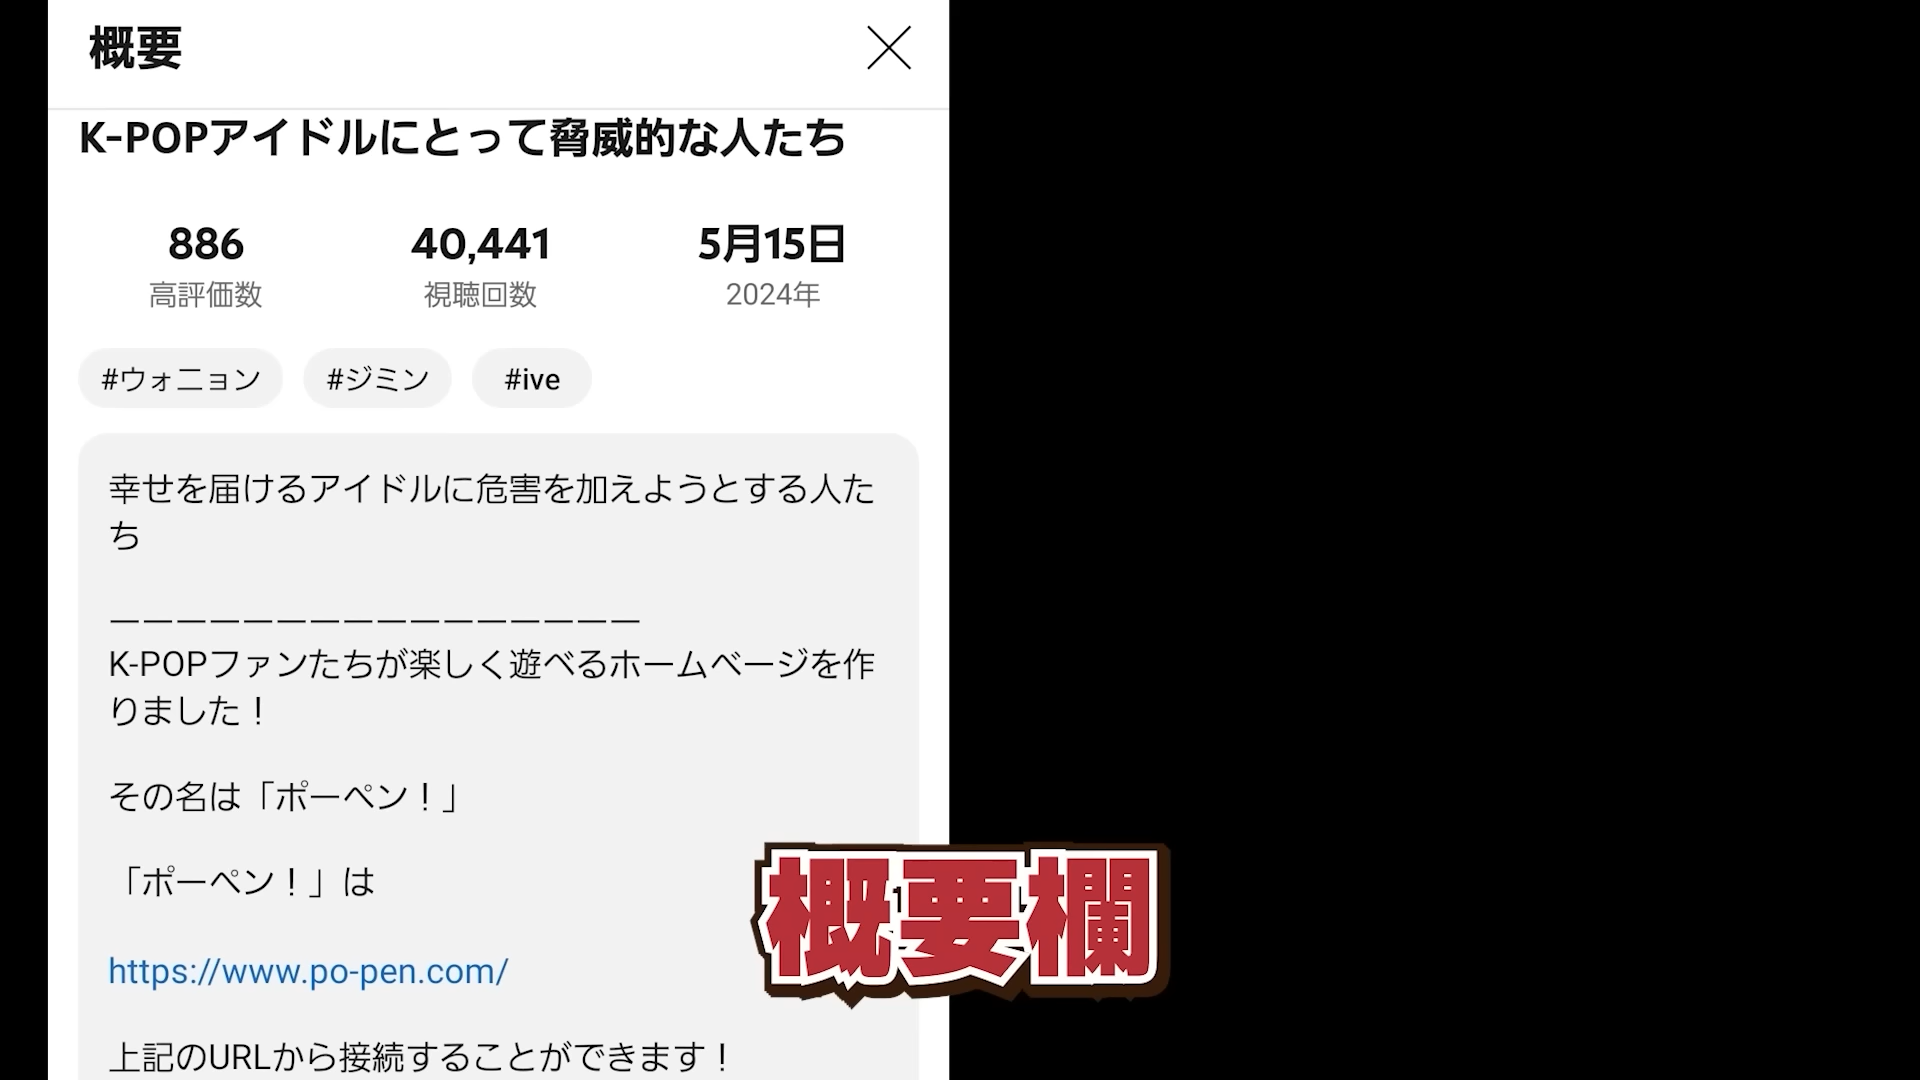 概要
K-POPアイドルにとって脅威的な人たち
886
高評価数
40,441
視聴回数
5月15日
2024年
#ウォニョン
#ジミン
#ive
幸せを届けるアイドルに危害を加えようとする人た
ち
ーーーーーーーーーーーーーーーー
K-POPファンたちが楽しく遊べるホームページを作
りました！
その名は「ポーペン！」
「ポーペン！」は
https://www.po-pen.com/
上記のURLから接続することができます！
概要欄